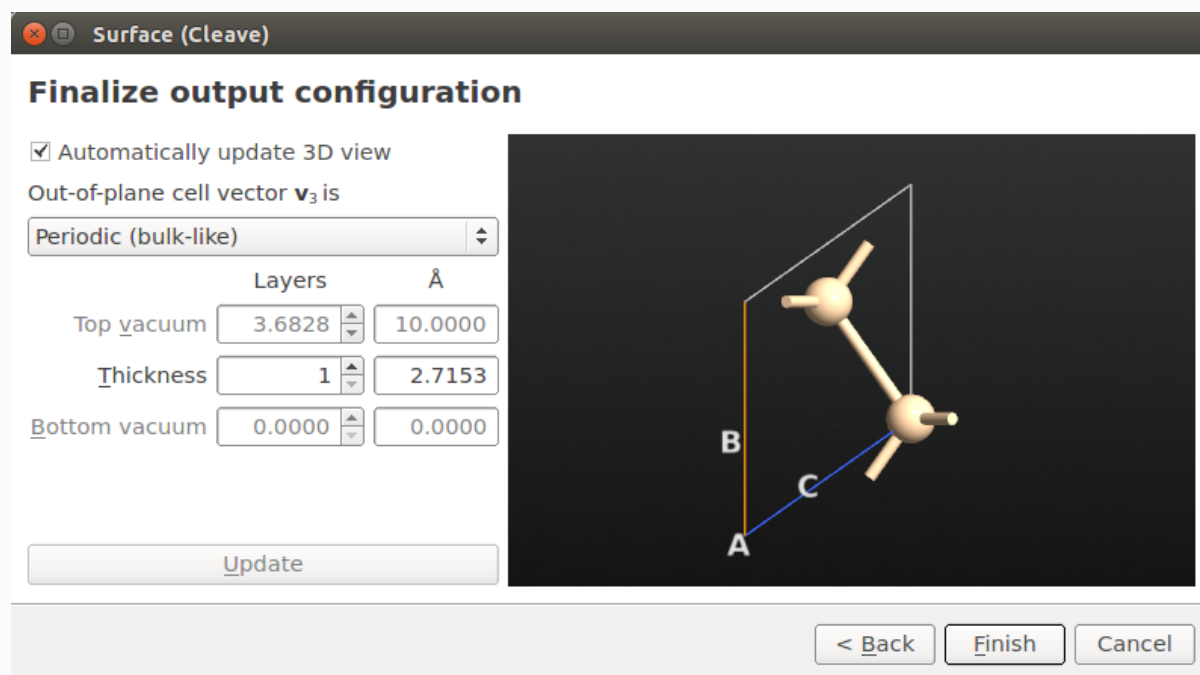 Surface (Cleave)
Finalize output configuration
Automatically update 3D view
Out-of-plane cell vector v₃ is
Periodic (bulk-like)
Layers Å
Top vacuum 3.6828 10.0000
Thickness 1 2.7153
Bottom vacuum 0.0000 0.0000
Update
B
C
A
< Back Finish Cancel